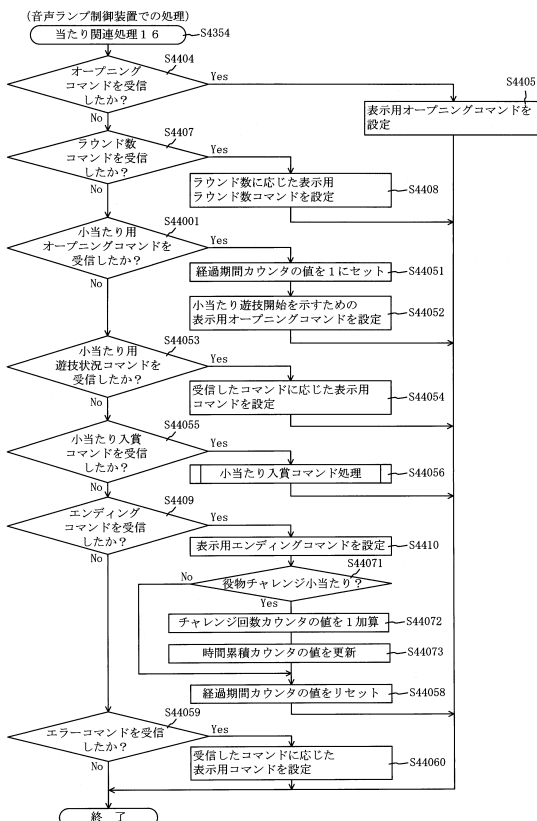 (音声ランプ制御装置での処理)
当たり関連処理16
S4354
S4404
オープニング
コマンドを受信
したか?
Yes
No
S4405
表示用オープニングコマンドを
設定
S4407
ラウンド数
コマンドを受信
したか?
Yes
No
ラウンド数に応じた表示用
ラウンド数コマンドを設定
S4408
S44001
小当たり用
オープニングコマンドを
受信したか?
Yes
No
経過期間カウンタの値を1にセット
S44051
小当たり遊技開始を示すための
表示用オープニングコマンドを設定
S44052
S44053
小当たり用
遊技状況コマンドを
受信したか?
Yes
No
受信したコマンドに応じた表示用
コマンドを設定
S44054
S44055
小当たり入賞
コマンドを受信
したか?
Yes
No
小当たり入賞コマンド処理
S44056
S4409
エンディング
コマンドを受信
したか?
Yes
No
表示用エンディングコマンドを設定
S4410
S44071
役物チャレンジ小当たり?
No
Yes
チャレンジ回数カウンタの値を1加算
S44072
時間累積カウンタの値を更新
S44073
経過期間カウンタの値をリセット
S44058
S44059
エラーコマンドを受信
したか?
Yes
No
受信したコマンドに応じた
表示用コマンドを設定
S44060
終了